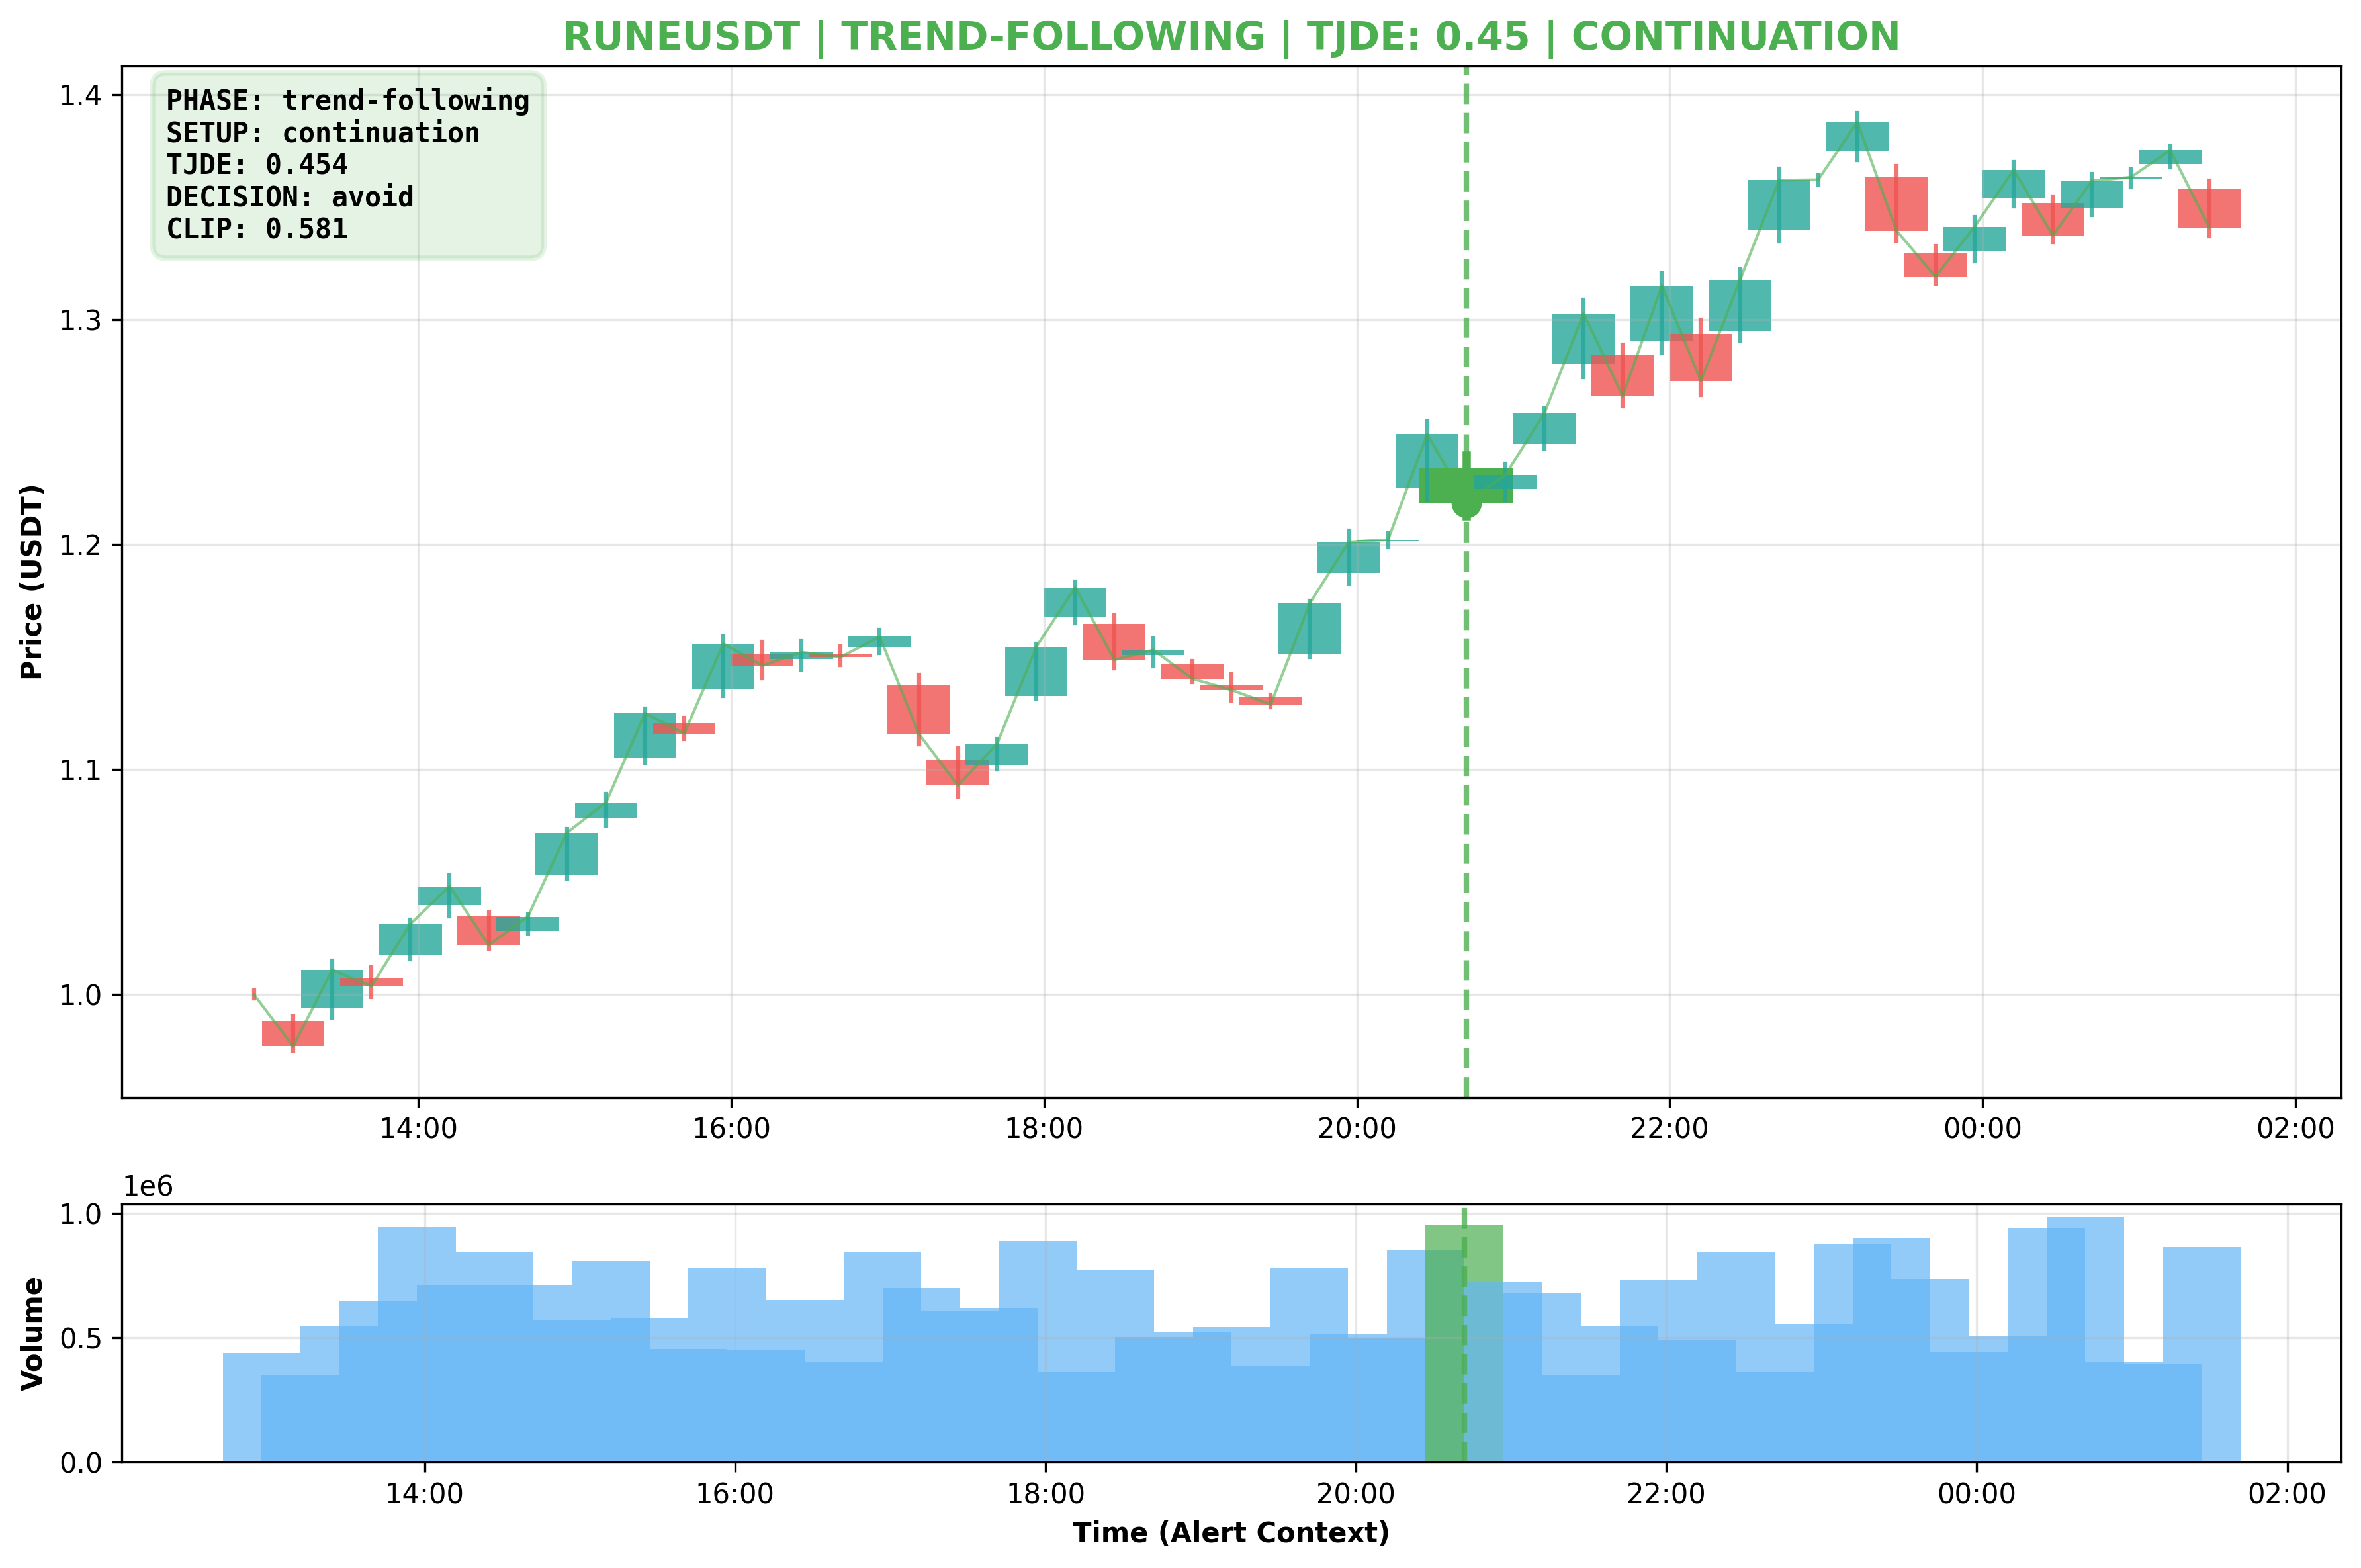 RUNEUSDT | TREND-FOLLOWING | TJDE: 0.45 | CONTINUATION
PHASE: trend-following
SETUP: continuation
TJDE: 0.454
DECISION: avoid
CLIP: 0.581
Price (USDT)
1.4
1.3
1.2
1.1
1.0
14:00 16:00 18:00 20:00 22:00 00:00 02:00
1e6
Volume
1.0
0.5
0.0
14:00 16:00 18:00 20:00 22:00 00:00 02:00
Time (Alert Context)